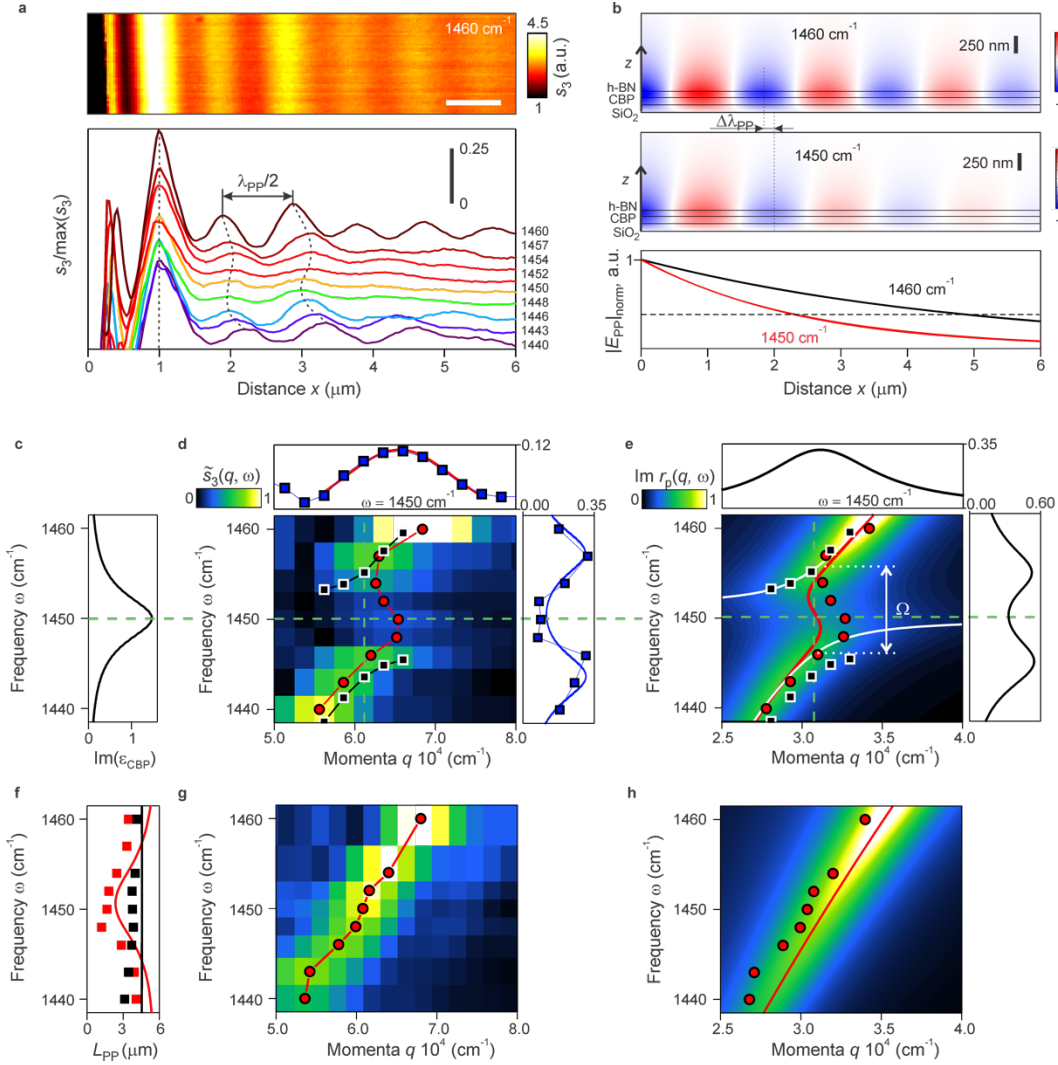 a
1460 cm⁻¹
4.5
s₃ (a.u.)
1
s₃/max(s₃)
λPP/2
0.25
0
1460
1457
1454
1452
1450
1448
1446
1443
1440
0 1 2 3 4 5 6
Distance x (μm)
b
1460 cm⁻¹
250 nm
z
h-BN
CBP
SiO₂
ΔλPP
1450 cm⁻¹
250 nm
z
h-BN
CBP
SiO₂
|EPP|norm, a.u.
1
1460 cm⁻¹
1450 cm⁻¹
0 1 2 3 4 5 6
Distance x (μm)
c
Frequency ω (cm⁻¹)
1460
1450
1440
0 1
Im(εCBP)
d
s̃₃(q, ω)
0 1
ω = 1450 cm⁻¹
0.12
0.00
0.35
1460
1450
1440
5.0 6.0 7.0 8.0
Momenta q 10⁴ (cm⁻¹)
e
Im rp(q, ω)
0 1
ω = 1450 cm⁻¹
0.35
0.00
0.60
Frequency ω (cm⁻¹)
1460
1450
1440
Ω
2.5 3.0 3.5 4.0
Momenta q 10⁴ (cm⁻¹)
f
Frequency ω (cm⁻¹)
1460
1450
1440
0 3 6
LPP (μm)
g
Frequency ω (cm⁻¹)
1460
1450
1440
5.0 6.0 7.0 8.0
Momenta q 10⁴ (cm⁻¹)
h
Frequency ω (cm⁻¹)
1460
1450
1440
2.5 3.0 3.5 4.0
Momenta q 10⁴ (cm⁻¹)